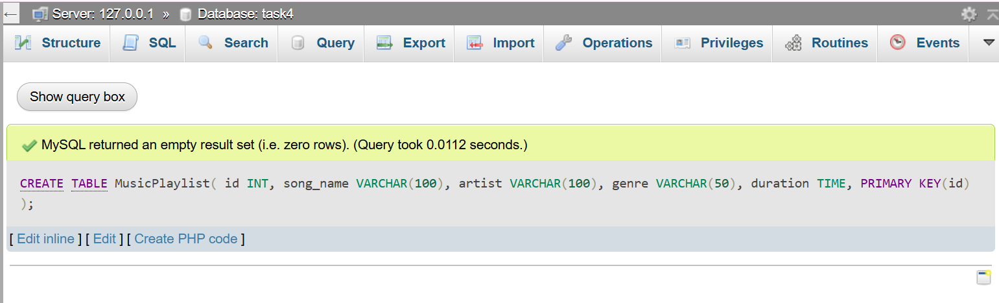 Server: 127.0.0.1 » Database: task4
Structure SQL Search Query Export Import Operations Privileges Routines Events
Show query box
MySQL returned an empty result set (i.e. zero rows). (Query took 0.0112 seconds.)
CREATE TABLE MusicPlaylist( id INT, song_name VARCHAR(100), artist VARCHAR(100), genre VARCHAR(50), duration TIME, PRIMARY KEY(id)
);
[ Edit inline ] [ Edit ] [ Create PHP code ]